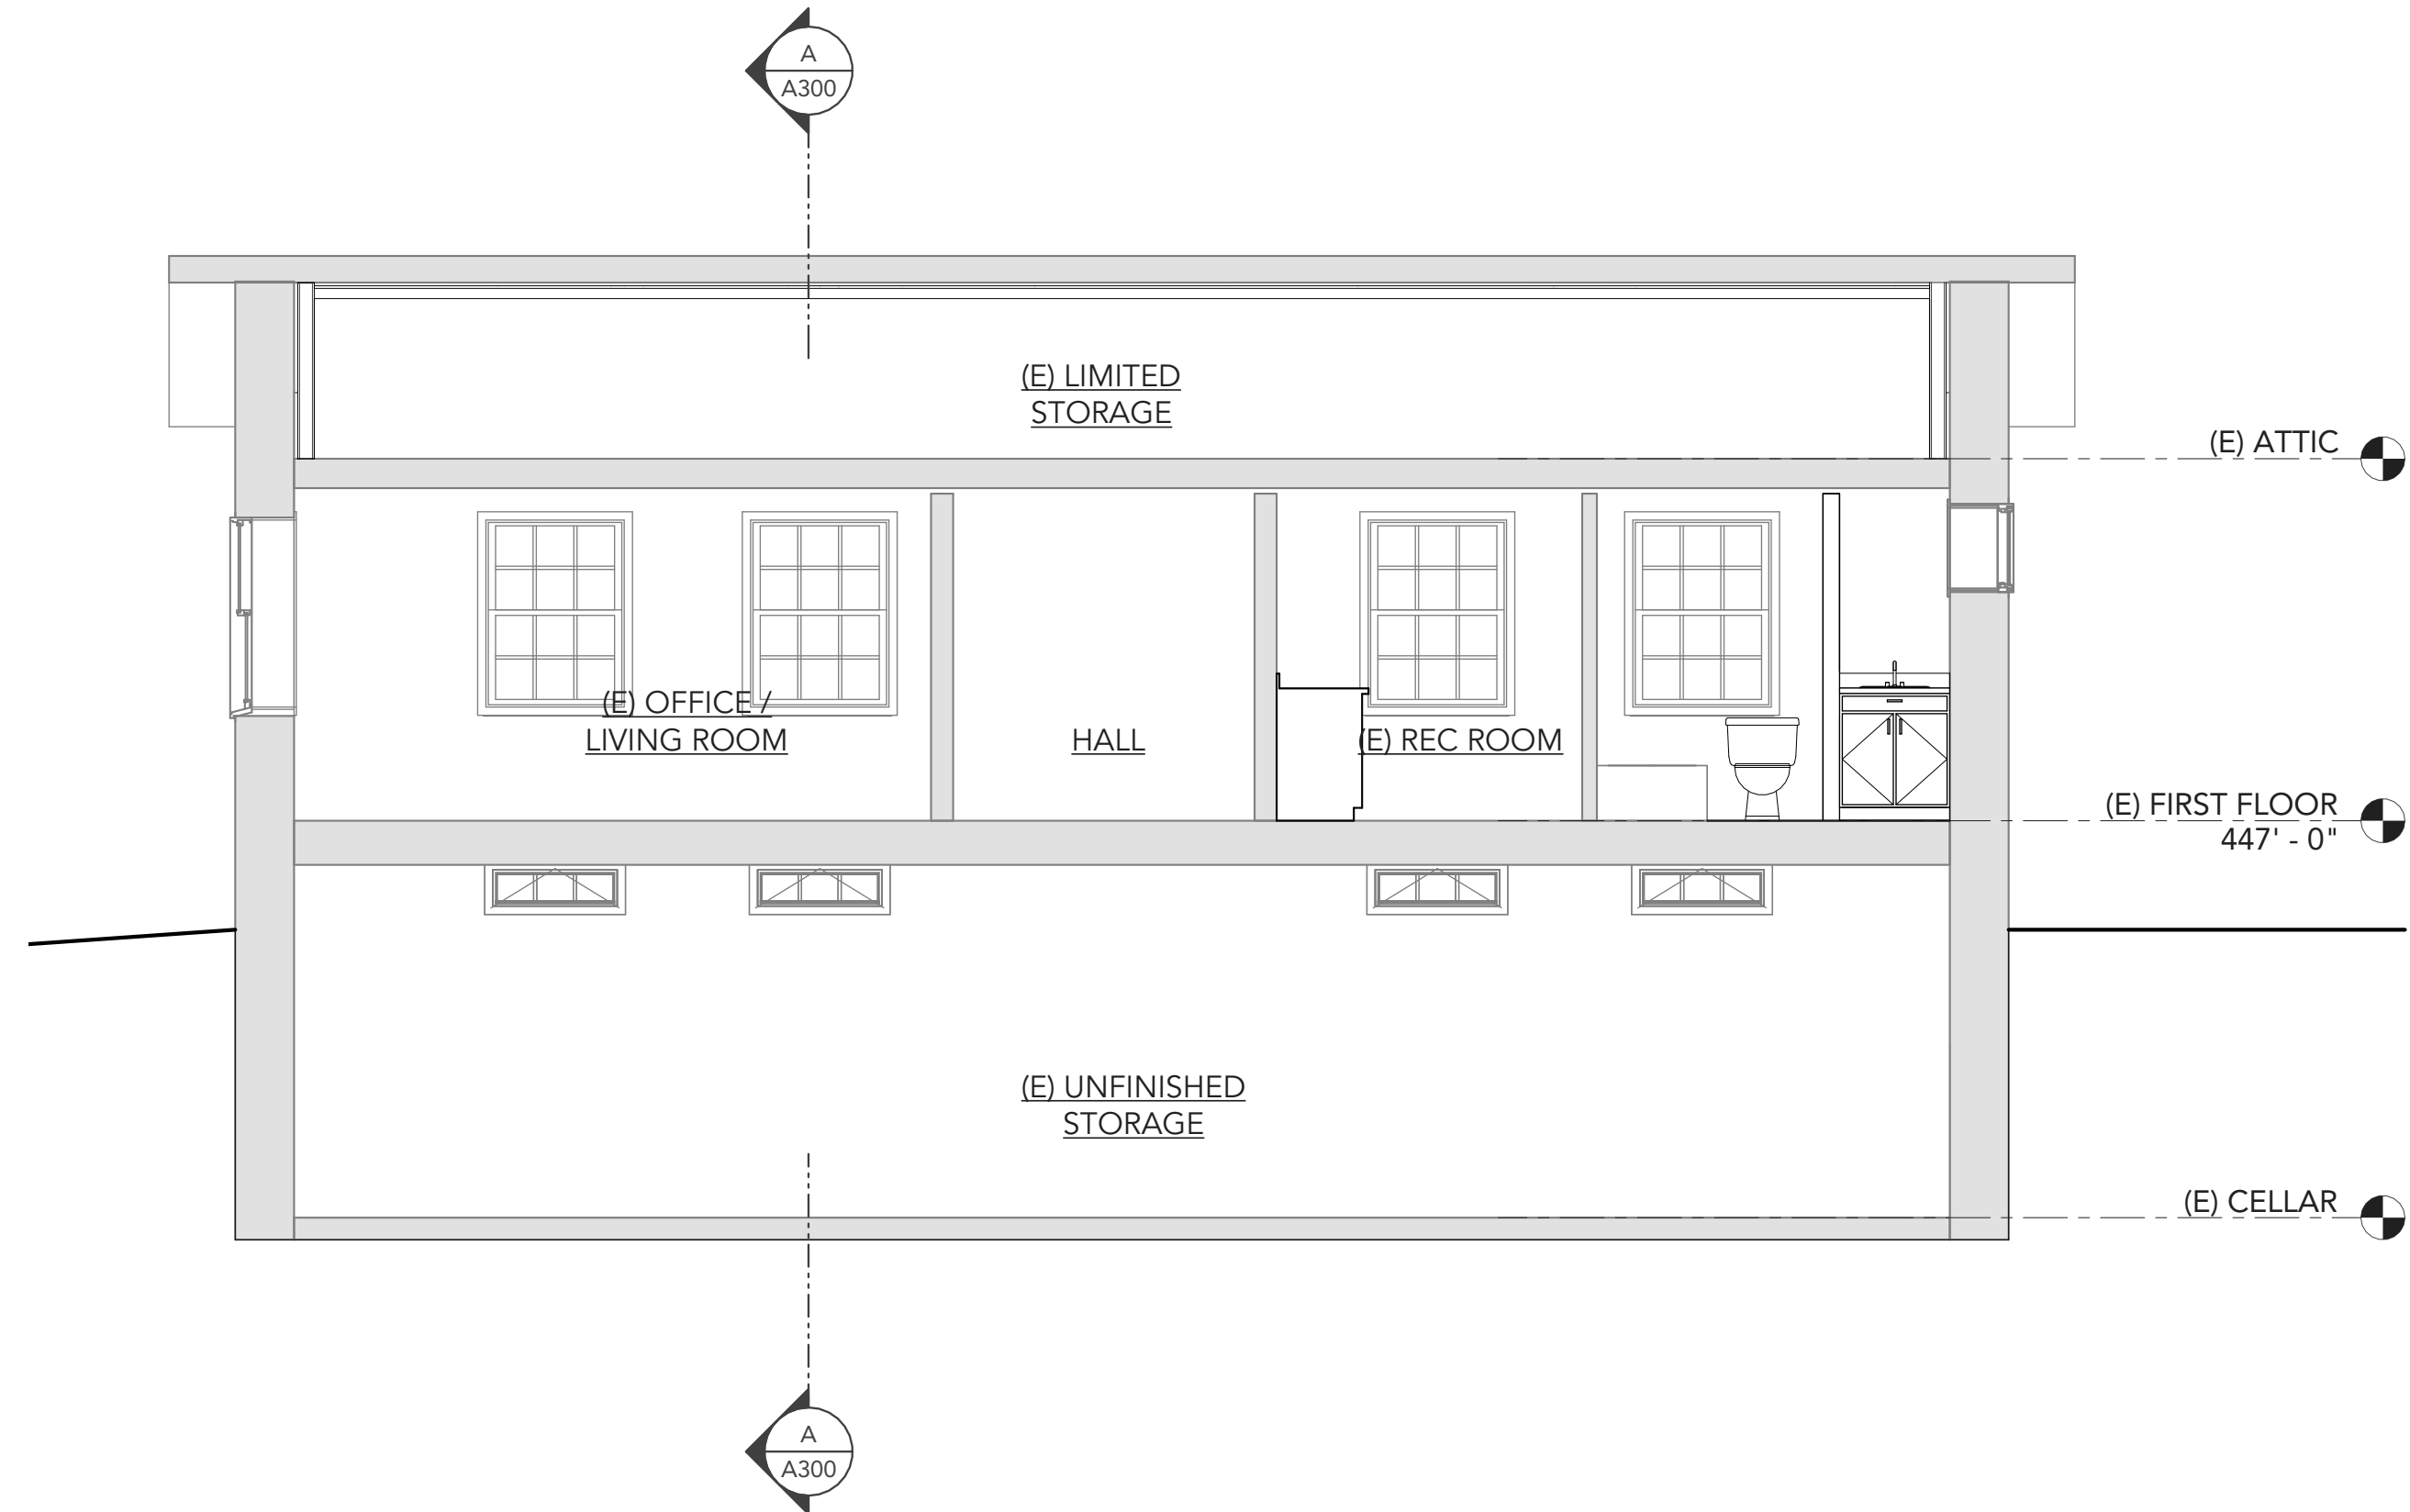 A
A300
(E) LIMITED
STORAGE
(E) ATTIC
(E) OFFICE /
LIVING ROOM
HALL
(E) REC ROOM
(E) FIRST FLOOR
447' - 0"
(E) UNFINISHED
STORAGE
(E) CELLAR
A
A300